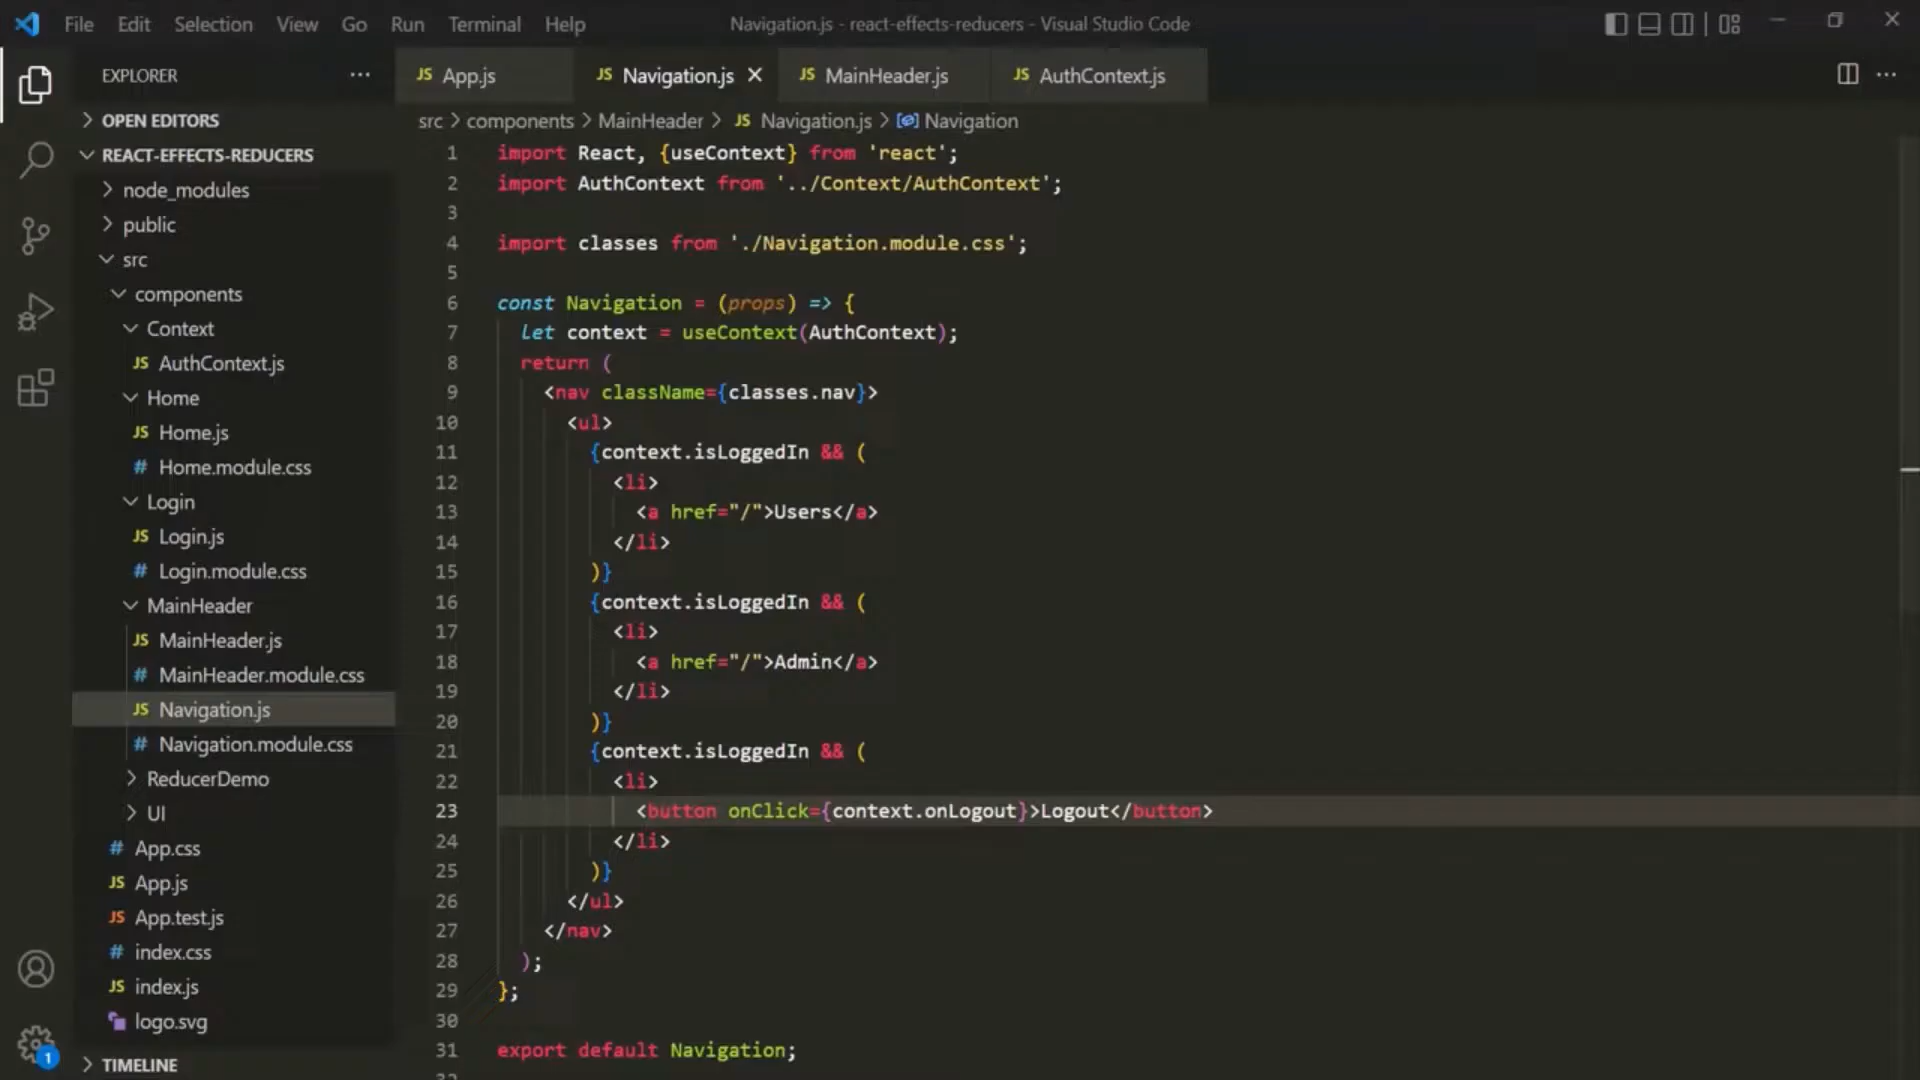 File Edit Selection View Go Run Terminal Help
Navigation.js - react-effects-reducers - Visual Studio Code
EXPLORER
OPEN EDITORS
REACT-EFFECTS-REDUCERS
node_modules
public
src
components
Context
JS AuthContext.js
Home
JS Home.js
# Home.module.css
Login
JS Login.js
# Login.module.css
MainHeader
JS MainHeader.js
# MainHeader.module.css
JS Navigation.js
# Navigation.module.css
ReducerDemo
UI
# App.css
JS App.js
JS App.test.js
# index.css
JS index.js
logo.svg
TIMELINE
1
JS App.js JS Navigation.js JS MainHeader.js JS AuthContext.js
src > components > MainHeader > JS Navigation.js > Navigation
1 import React, {useContext} from 'react';
2 import AuthContext from '../Context/AuthContext';
3
4 import classes from './Navigation.module.css';
5
6 const Navigation = (props) => {
7 let context = useContext(AuthContext);
8 return (
9 <nav className={classes.nav}>
10 <ul>
11 {context.isLoggedIn && (
12 <li>
13 <a href="/">Users</a>
14 </li>
15 )}
16 {context.isLoggedIn && (
17 <li>
18 <a href="/">Admin</a>
19 </li>
20 )}
21 {context.isLoggedIn && (
22 <li>
23 <button onClick={context.onLogout}>Logout</button>
24 </li>
25 )}
26 </ul>
27 </nav>
28 );
29 };
30
31 export default Navigation;